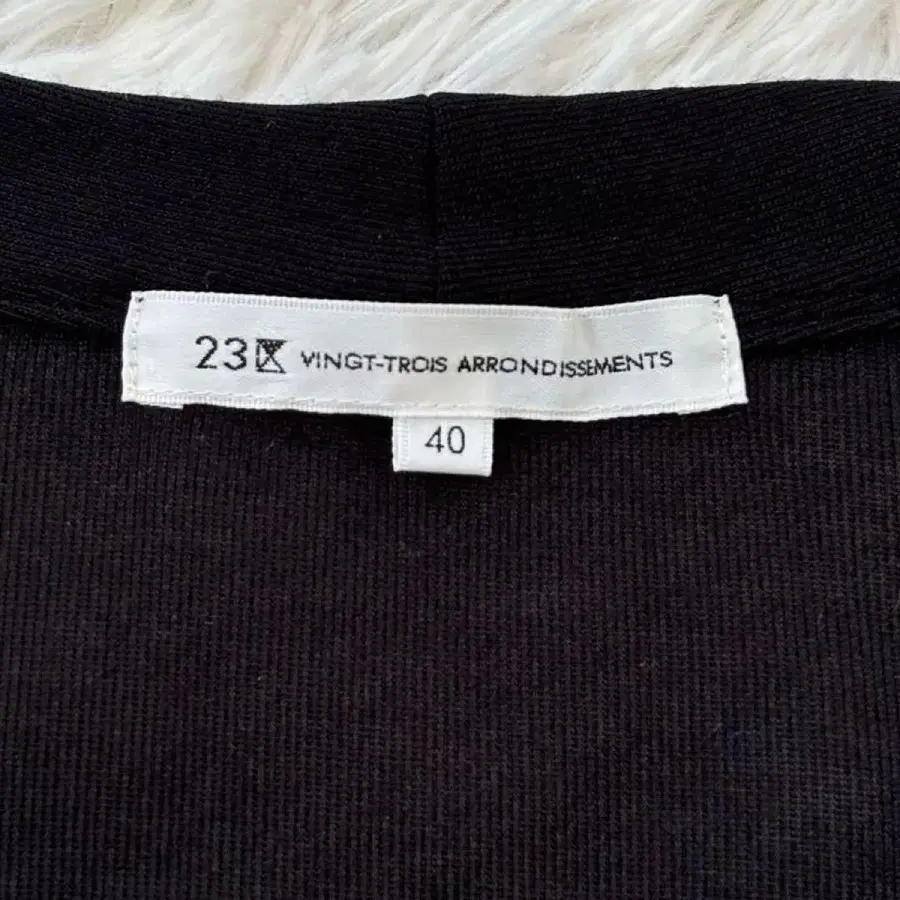 23区 VINGT-TROIS ARRONDISSEMENTS
40